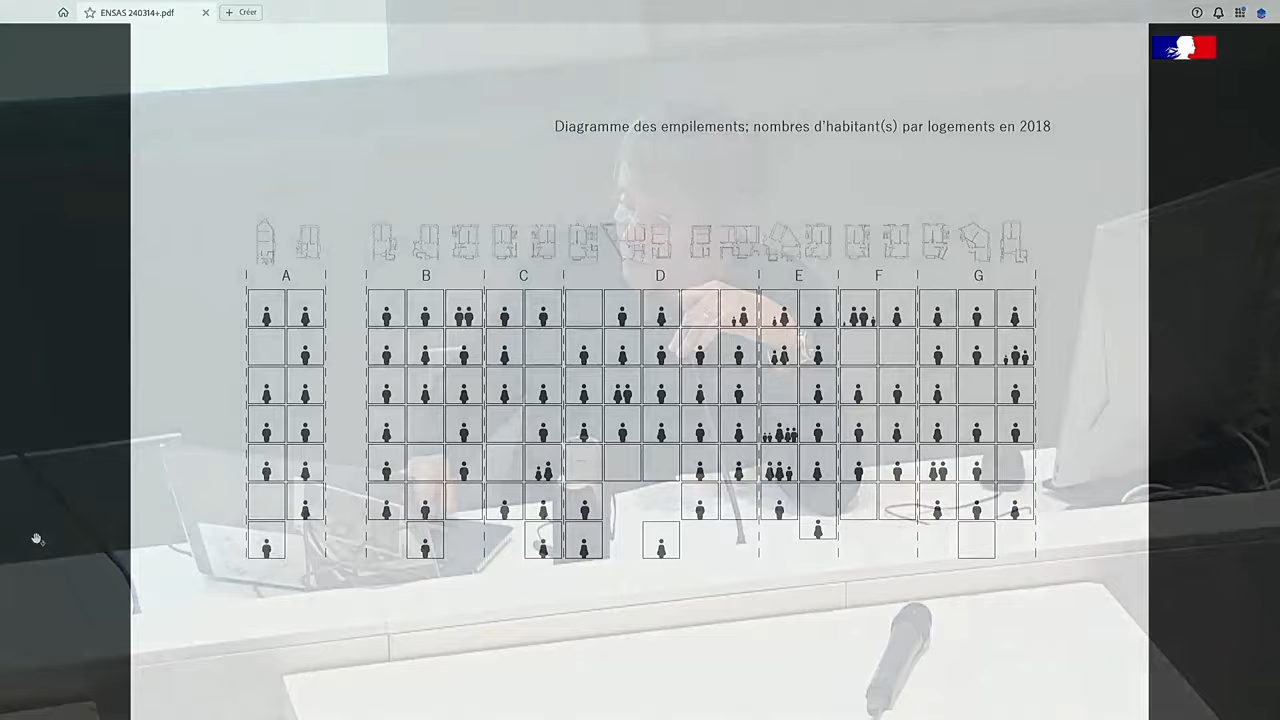 ENSAS 240314+.pdf
Créer
Diagramme des empilements; nombres d'habitant(s) par logements en 2018
A B C D E F G